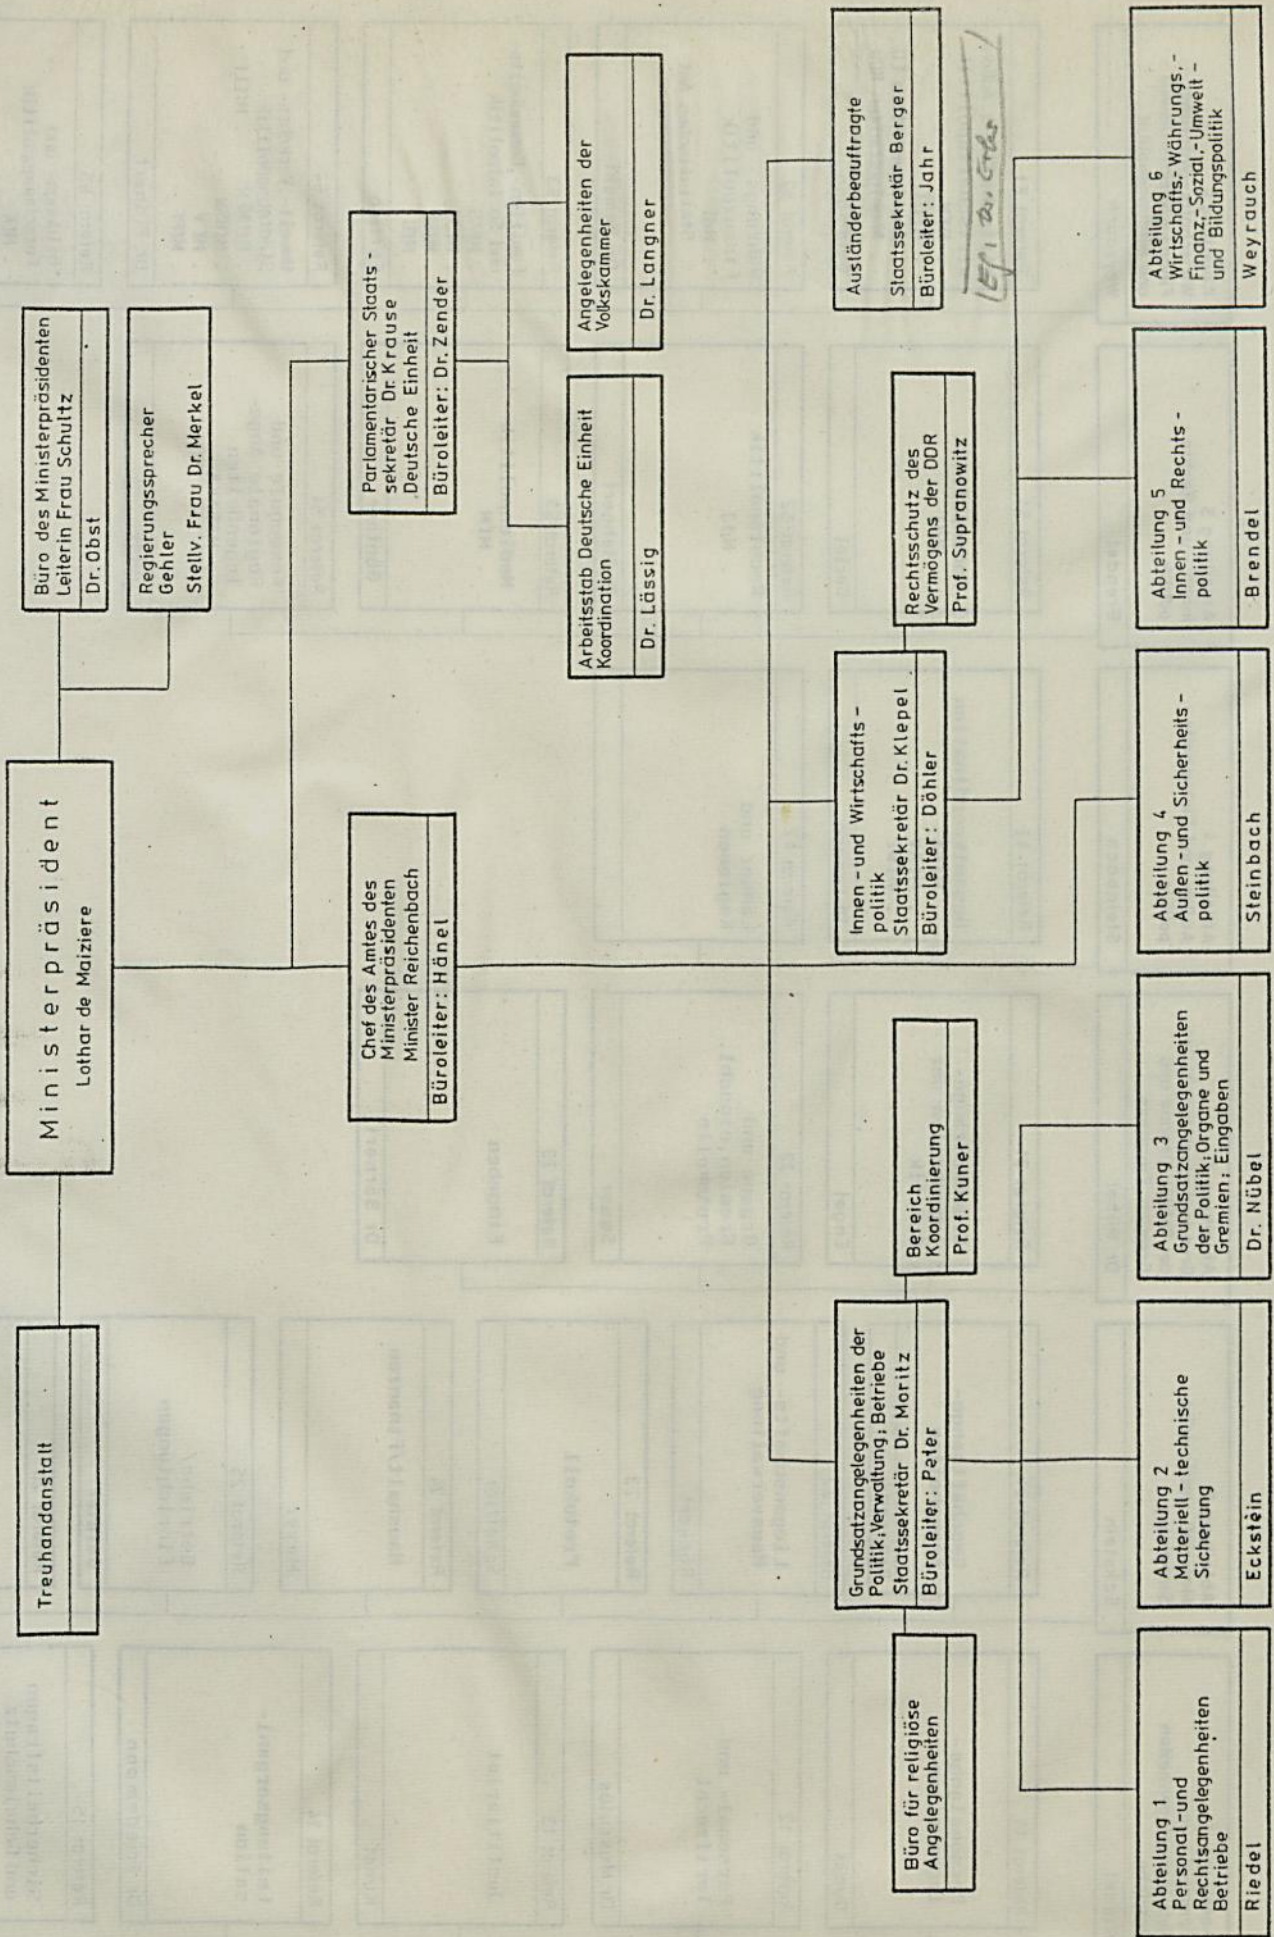 Treuhandanstalt
Ministerpräsident
Lothar de Maiziere
Büro des Ministerpräsidenten
Leiterin Frau Schultz
Dr. Obst
Regierungssprecher
Gehler
Stellv. Frau Dr. Merkel
Chef des Amtes des
Ministerpräsidenten
Minister Reichenbach
Büroleiter: Hänel
Parlamentarischer Staats-
sekretär Dr. Krause
Deutsche Einheit
Büroleiter: Dr. Zender
Arbeitsstab Deutsche Einheit
Koordination
Dr. Lässig
Angelegenheiten der
Volkskammer
Dr. Langner
Büro für religiöse
Angelegenheiten
Grundsatzangelegenheiten der
Politik; Verwaltung; Betriebe
Staatssekretär Dr. Moritz
Büroleiter: Peter
Bereich
Koordinierung
Prof. Kuner
Innen-und Wirtschafts-
politik
Staatssekretär Dr. Klepel
Büroleiter: Döhler
Rechtsschutz des
Vermögens der DDR
Prof. Supranowitz
Ausländerbeauftragte
Staatssekretär Berger
Büroleiter: Jahr
Abteilung 1
Personal-und
Rechtsangelegenheiten
Betriebe
Riedel
Abteilung 2
Materiell-technische
Sicherung
Eckstein
Abteilung 3
Grundsatzangelegenheiten
der Politik; Organe und
Gremien; Eingaben
Dr. Nübel
Abteilung 4
Außen-und Sicherheits-
politik
Steinbach
Abteilung 5
Innen-und Rechts-
politik
Brendel
Abteilung 6
Wirtschafts,-Währungs,-
Finanz,-Sozial,-Umwelt-
und Bildungspolitik
Weyrauch